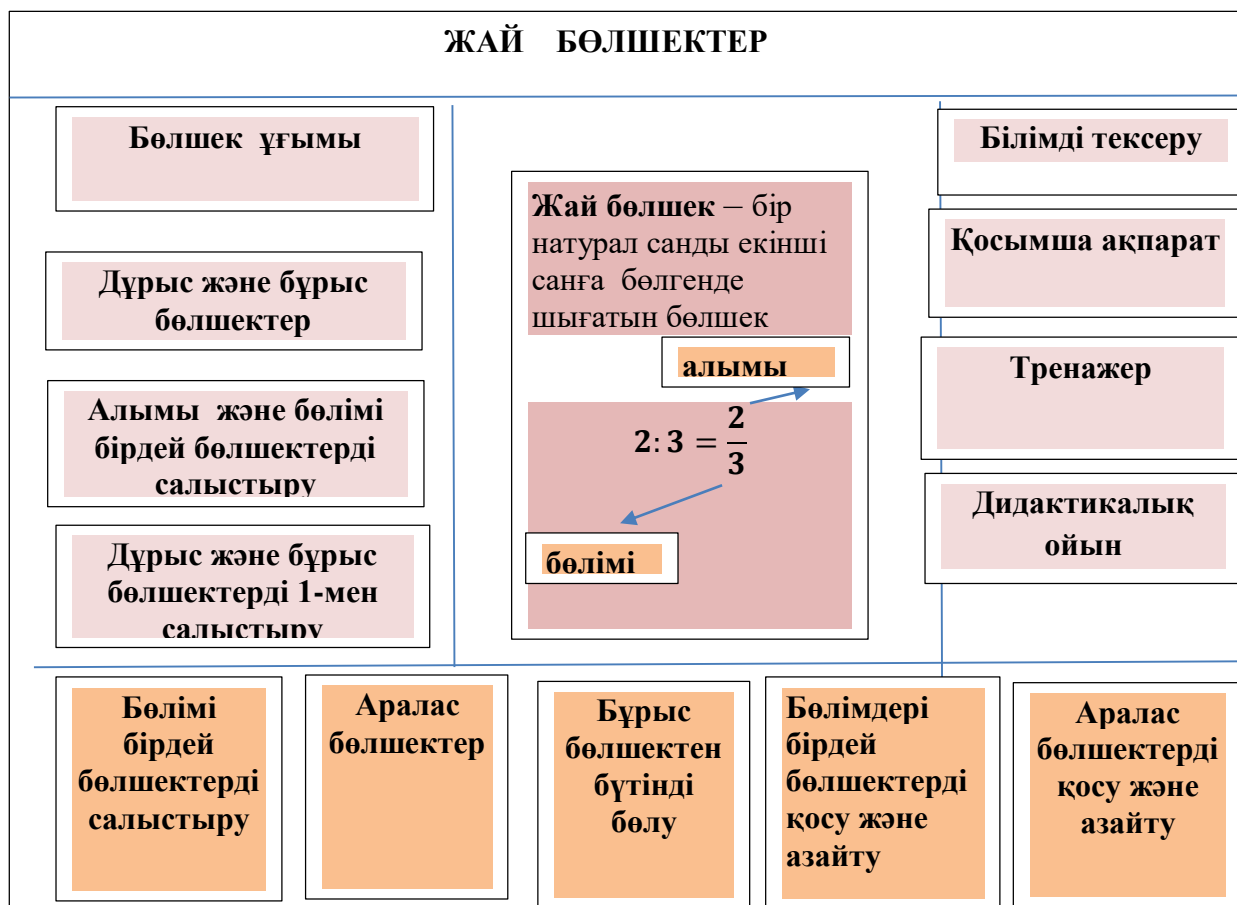 ЖАЙ БӨЛШЕКТЕР
Бөлшек ұғымы
Дұрыс және бұрыс
бөлшектер
Алымы және бөлімі
бірдей бөлшектерді
салыстыру
Дұрыс және бұрыс
бөлшектерді 1-мен
салыстыру
Жай бөлшек – бір
натурал санды екінші
санға бөлгенде
шығатын бөлшек
алымы
2:3 = 2/3
бөлімі
Білімді тексеру
Қосымша ақпарат
Тренажер
Дидактикалық
ойын
Бөлімі
бірдей
бөлшектерді
салыстыру
Аралас
бөлшектер
Бұрыс
бөлшектен
бүтінді
бөлу
Бөлімдері
бірдей
бөлшектерді
қосу және
азайту
Аралас
бөлшектерді
қосу және
азайту